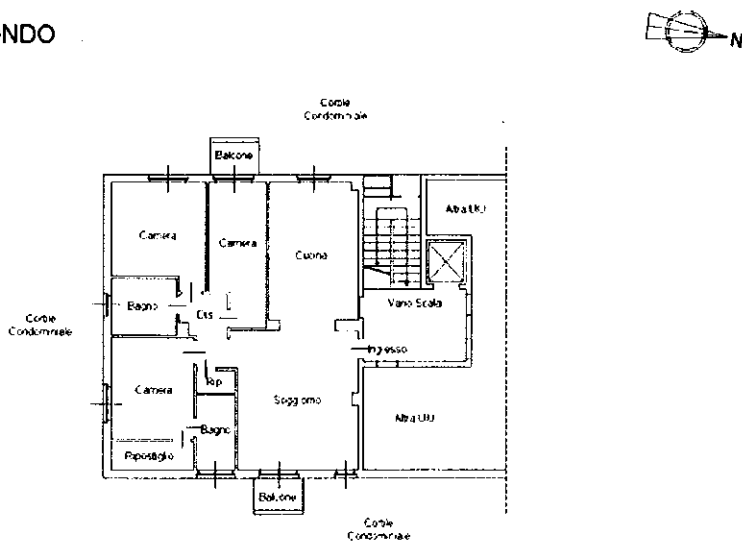 NDO
N
Cortile
Condominiale
Balcone
Altra U.I.U
Camera
Camera
Cucina
Bagno
Dis
Vano Scala
Cortile
Condominiale
Ingresso
Camera
Rip
Soggiorno
Altra U.I.U
Bagno
Ripostiglio
Balcone
Cortile
Condominiale